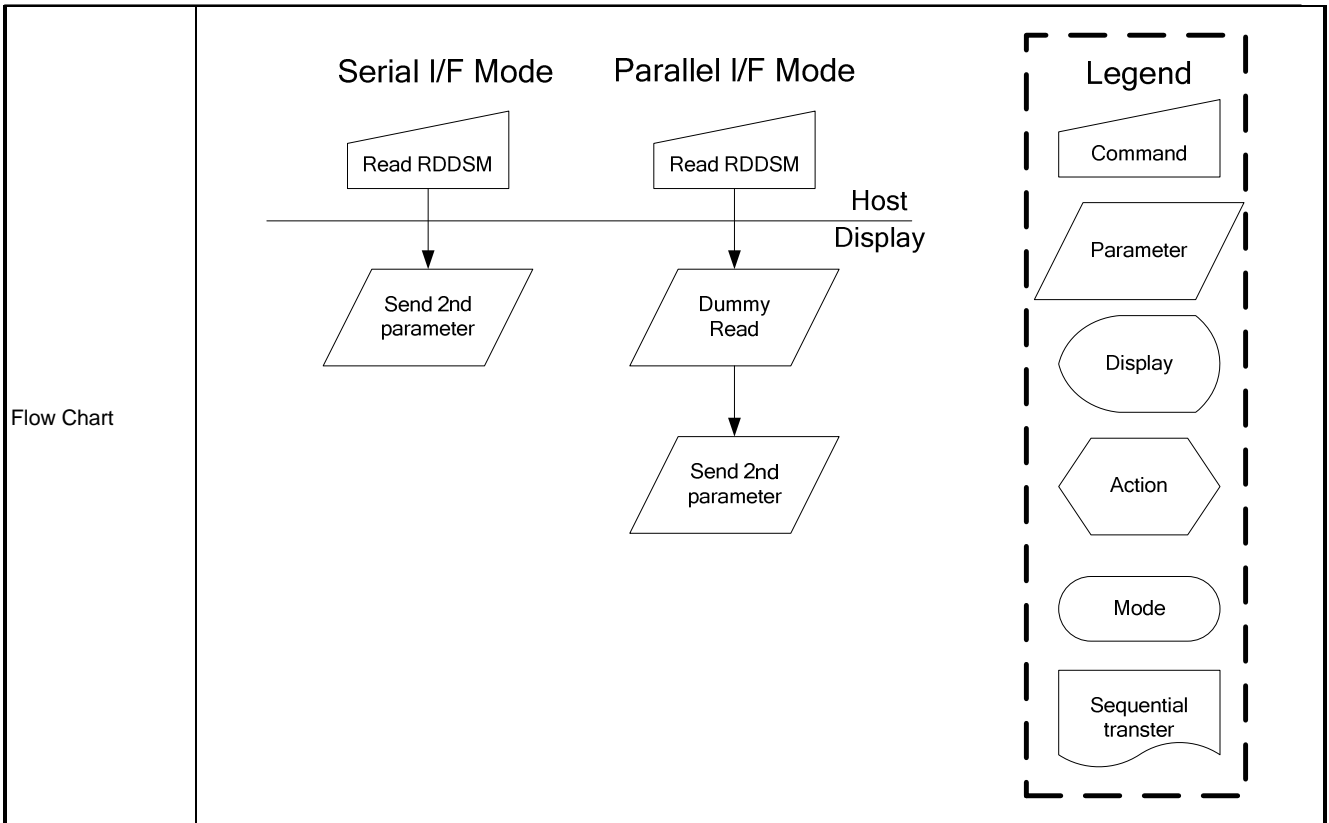 Flow Chart
Serial I/F Mode
Read RDDSM
Send 2nd
parameter
Parallel I/F Mode
Read RDDSM
Host
Display
Dummy
Read
Send 2nd
parameter
Legend
Command
Parameter
Display
Action
Mode
Sequential
transter